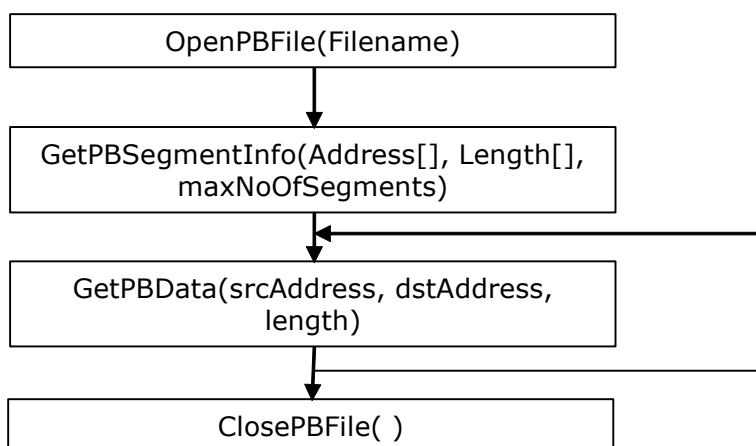 OpenPBFile(Filename)
GetPBSegmentInfo(Address[], Length[],
maxNoOfSegments)
GetPBData(srcAddress, dstAddress,
length)
ClosePBFile( )